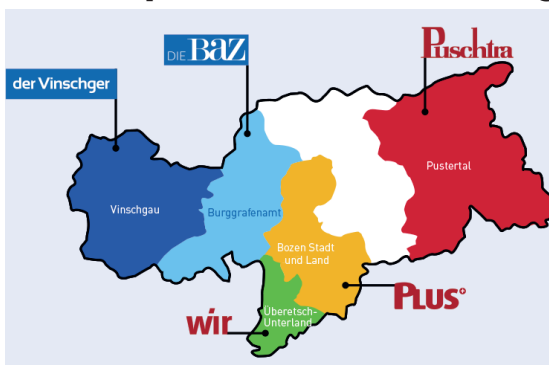 Puschtra
DIE BAZ
der Vinschger
Pustertal
Vinschgau
Burggrafenamt
Bozen Stadt
und Land
PLUS+
Überetsch-
Unterland
wir